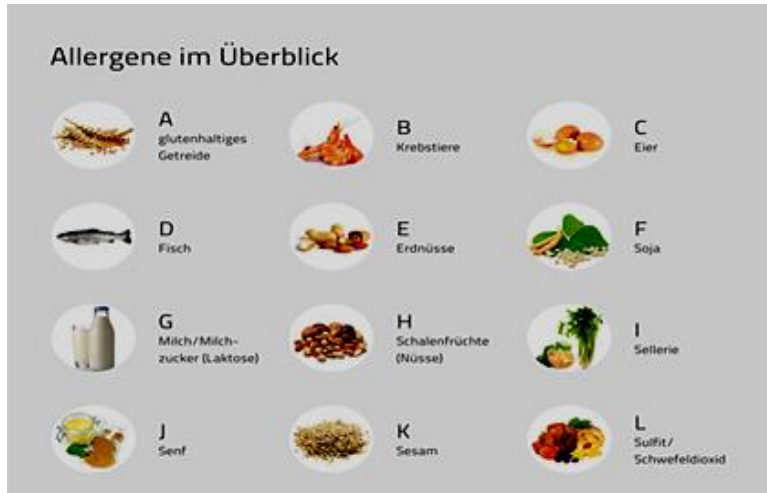 Allergene im Überblick
A
glutenhaltiges
Getreide
B
Krebstiere
C
Eier
D
Fisch
E
Erdnüsse
F
Soja
G
Milch/Milch-
zucker (Laktose)
H
Schalenfrüchte
(Nüsse)
I
Sellerie
J
Senf
K
Sesam
L
Sulfit/
Schwefeldioxid